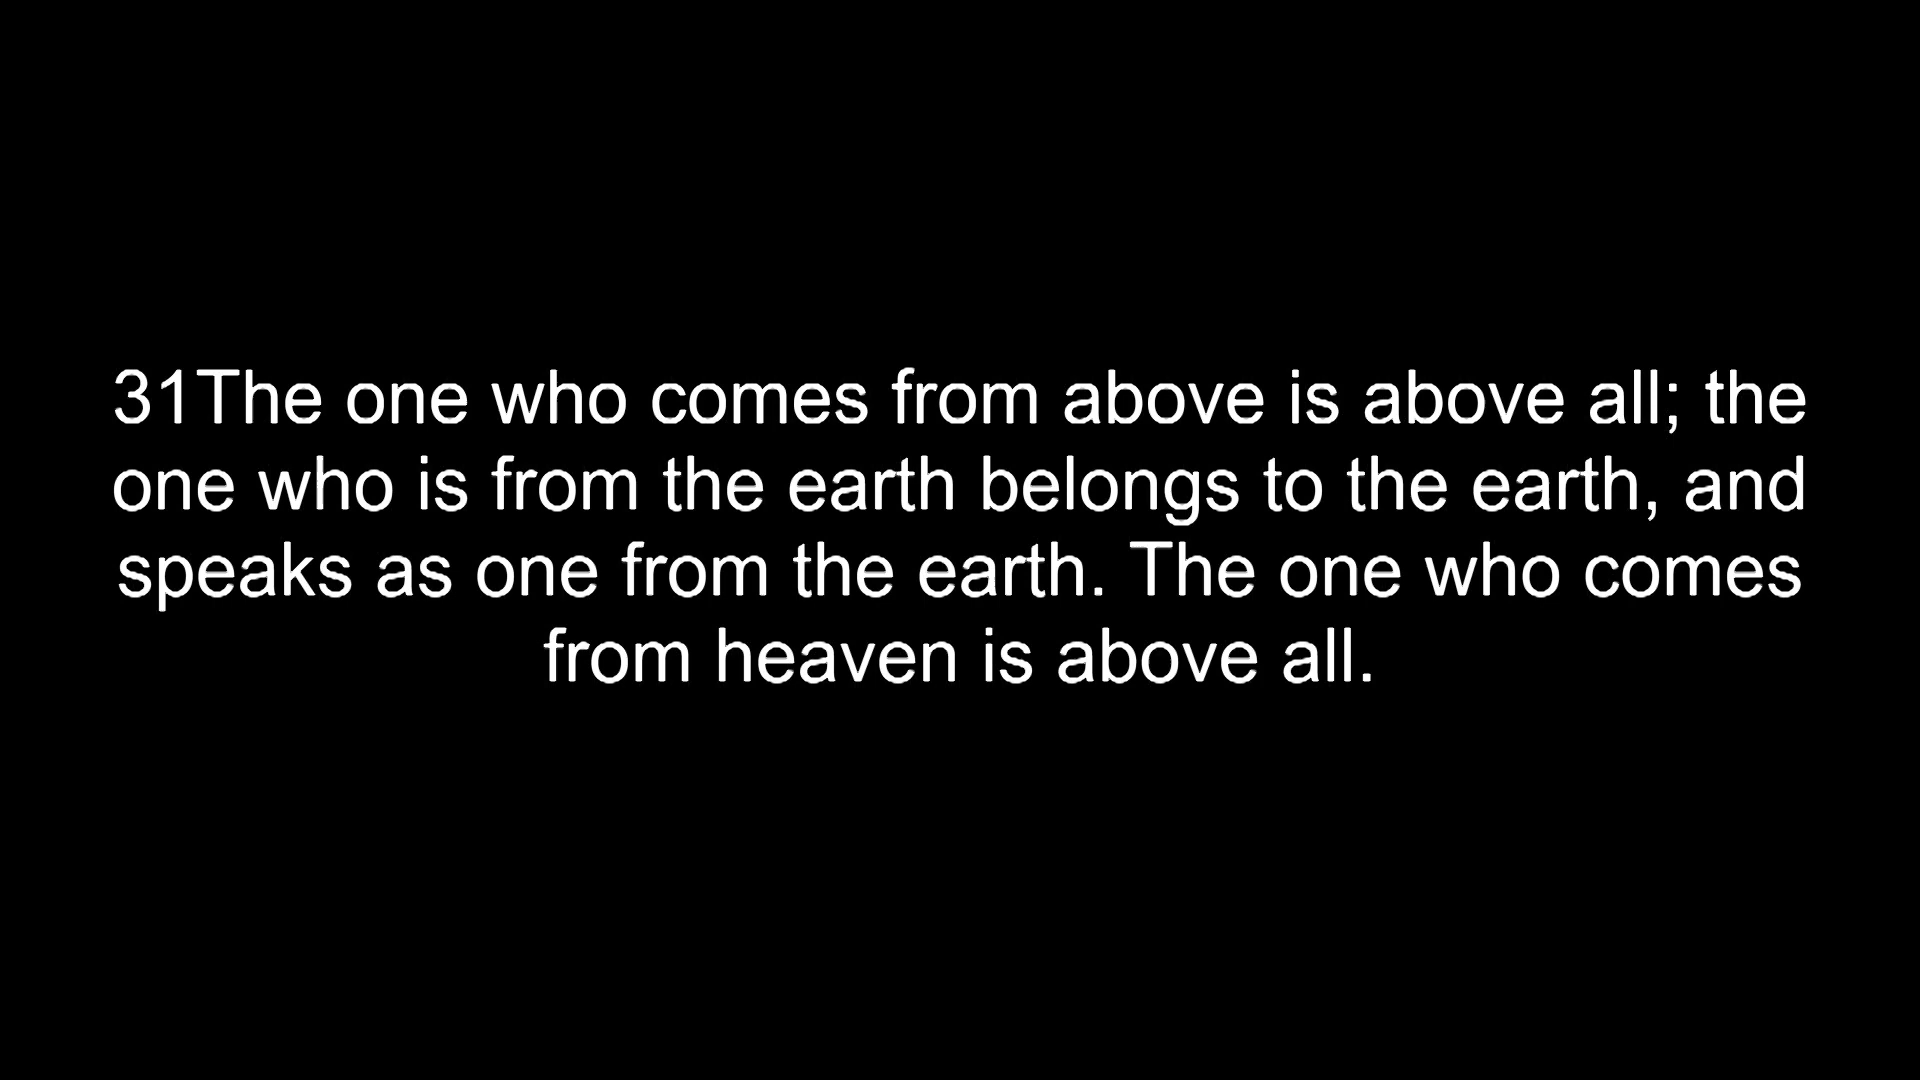 31The one who comes from above is above all; the
one who is from the earth belongs to the earth, and
speaks as one from the earth. The one who comes
from heaven is above all.